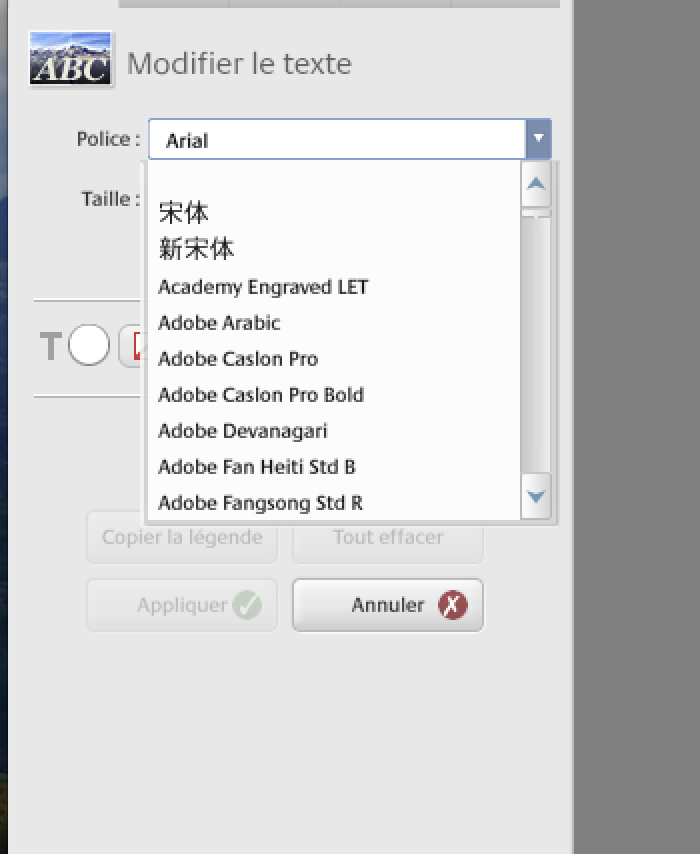 ABC
Modifier le texte
Police : Arial
Taille :
宋体
新宋体
Academy Engraved LET
T
Adobe Arabic
Adobe Caslon Pro
Adobe Caslon Pro Bold
Adobe Devanagari
Adobe Fan Heiti Std B
Adobe Fangsong Std R
Copier la légende Tout effacer
Appliquer Annuler